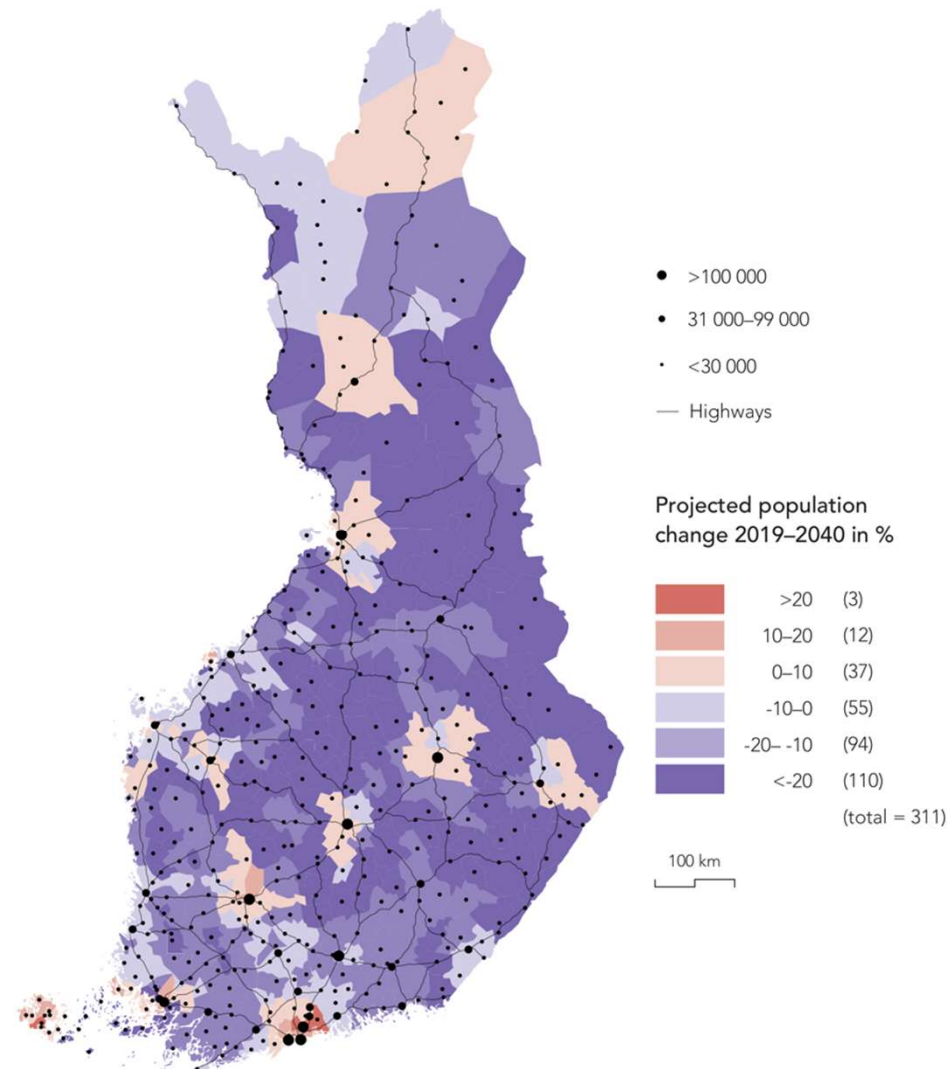 >100 000
31 000–99 000
<30 000
Highways
Projected population
change 2019–2040 in %
>20 (3)
10–20 (12)
0–10 (37)
-10–0 (55)
-20– -10 (94)
<-20 (110)
(total = 311)
100 km